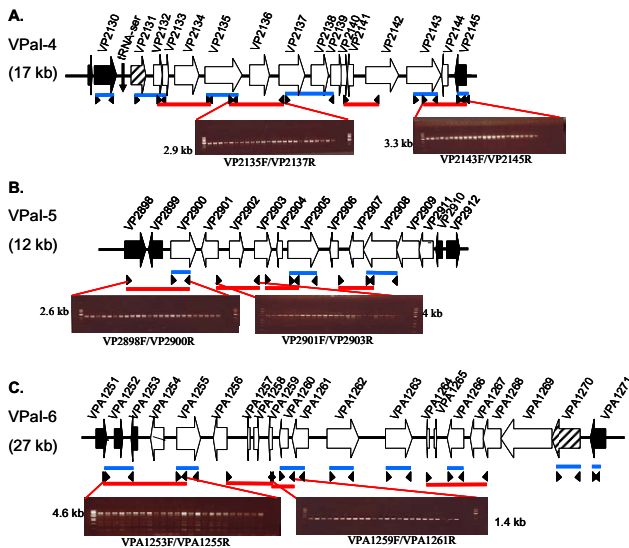 A.
VPaI-4
(17 kb)
VP2130 tRNA-ser VP2131 VP2132 VP2133 VP2134 VP2135 VP2136 VP2137 VP2138 VP2139 VP2140 VP2141 VP2142 VP2143 VP2144 VP2145
2.9 kb
VP2135F/VP2137R
3.3 kb
VP2143F/VP2145R
B.
VPaI-5
(12 kb)
VP2898 VP2899 VP2900 VP2901 VP2902 VP2903 VP2904 VP2905 VP2906 VP2907 VP2908 VP2909 VP2911 VP2910 VP2912
2.6 kb
VP2898F/VP2900R
4 kb
VP2901F/VP2903R
C.
VPaI-6
(27 kb)
VPA1251 VPA1252 VPA1253 VPA1254 VPA1255 VPA1256 VPA1257 VPA1258 VPA1259 VPA1260 VPA1261 VPA1262 VPA1263 VPA1264 VPA1265 VPA1266 VPA1267 VPA1268 VPA1269 VPA1270 VPA1271
4.6 kb
VPA1253F/VPA1255R
1.4 kb
VPA1259F/VPA1261R